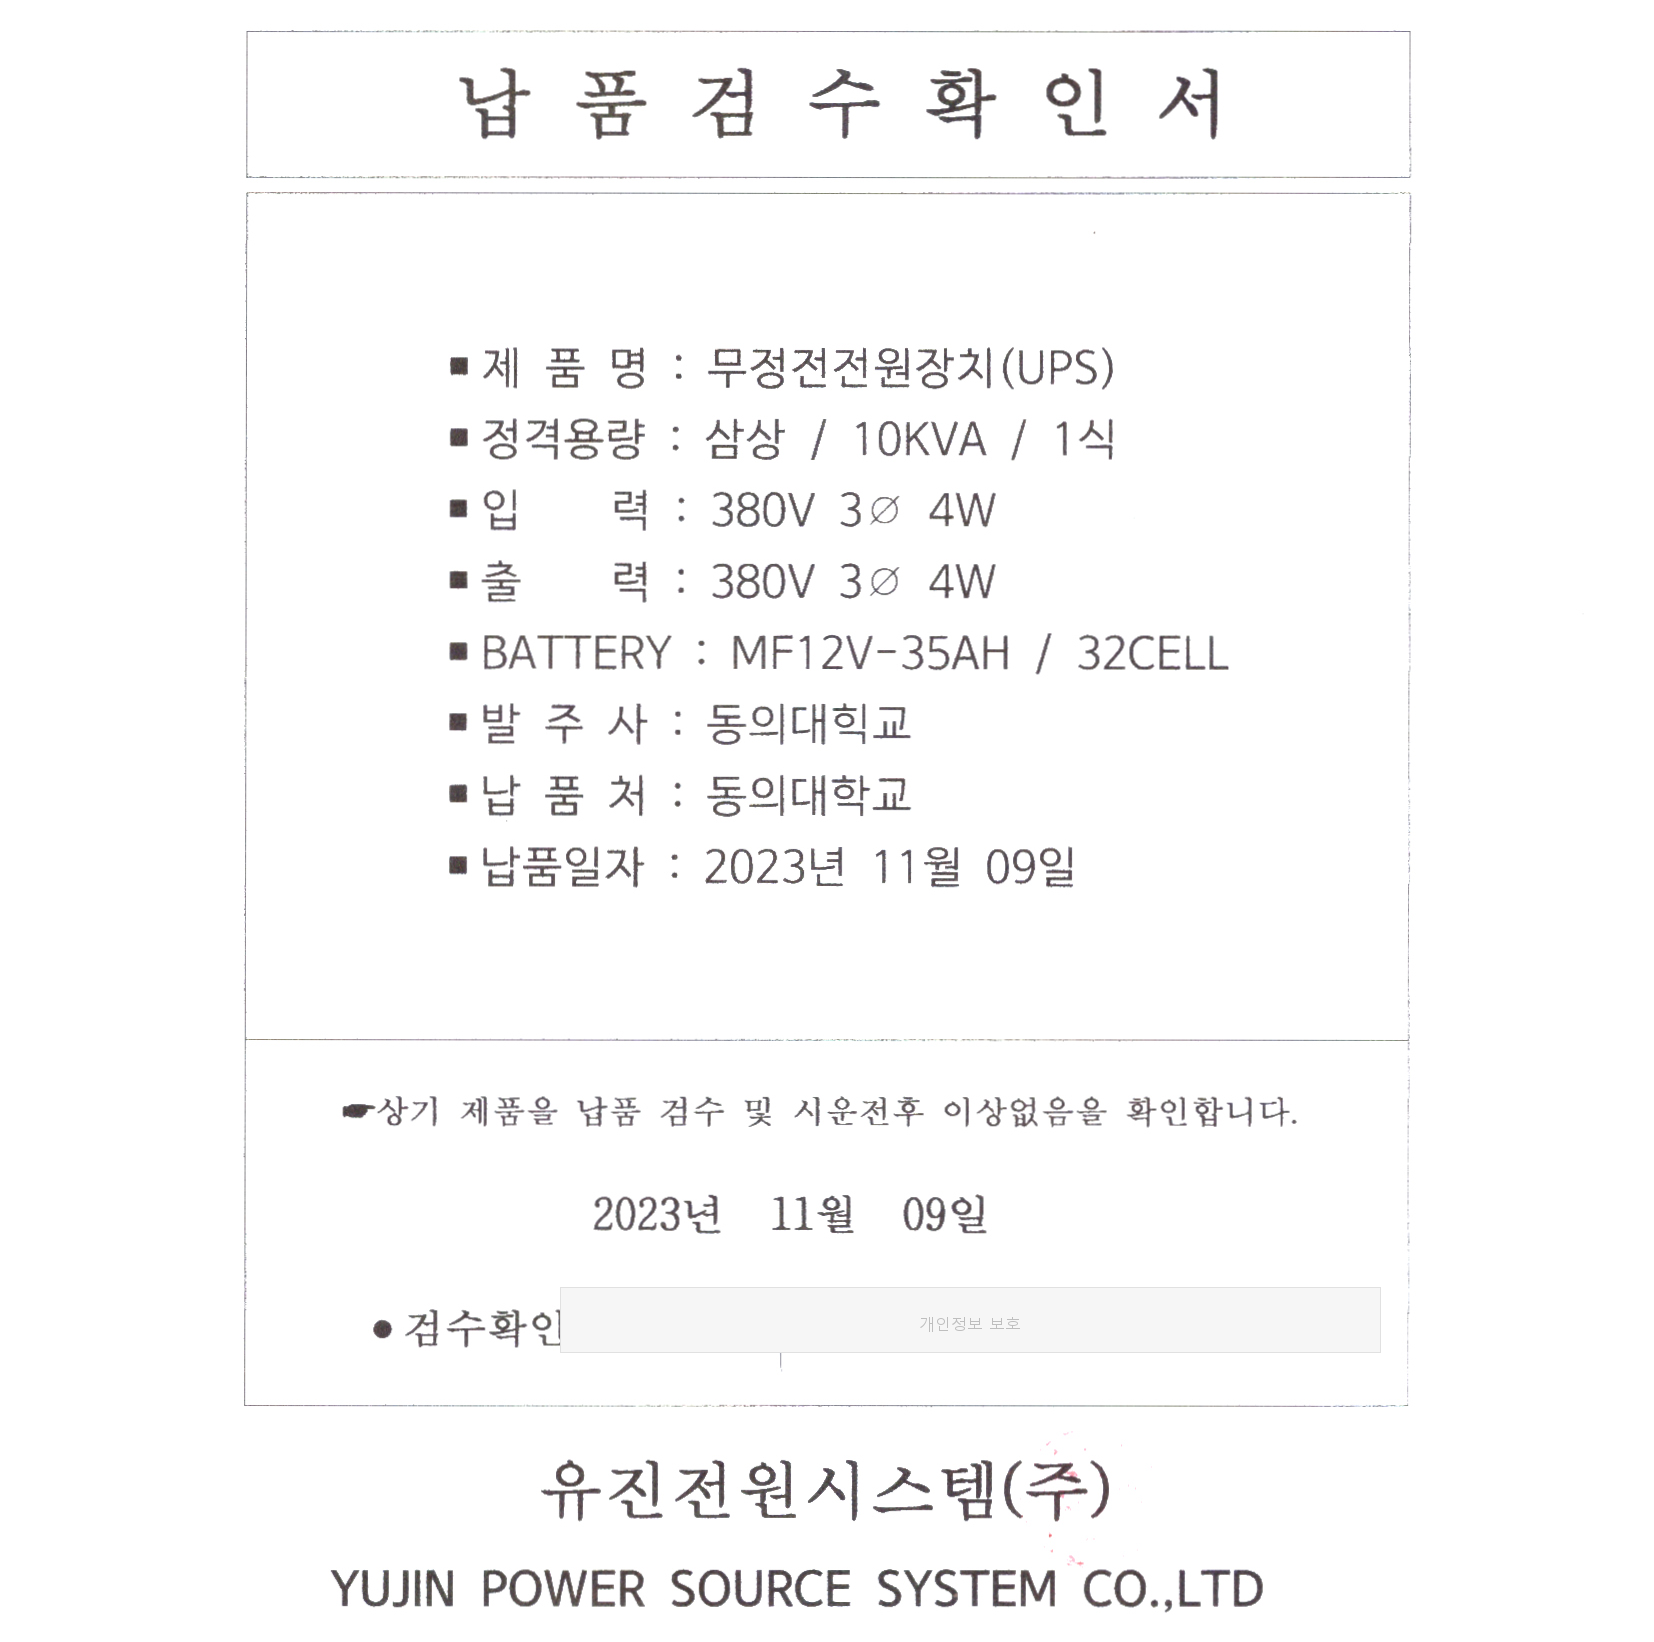 납 품 검 수 확 인 서
■ 제 품 명 : 무정전전원장치(UPS)
■ 정격용량 : 삼상 / 10KVA / 1식
■ 입 력 : 380V 3∅ 4W
■ 출 력 : 380V 3∅ 4W
■ BATTERY : MF12V-35AH / 32CELL
■ 발 주 사 : 동의대학교
■ 납 품 처 : 동의대학교
■ 납품일자 : 2023년 11월 09일
☛상기 제품을 납품 검수 및 시운전후 이상없음을 확인합니다.
2023년 11월 09일
● 검수확인
개인정보 보호
유진전원시스템(주)
YUJIN POWER SOURCE SYSTEM CO.,LTD